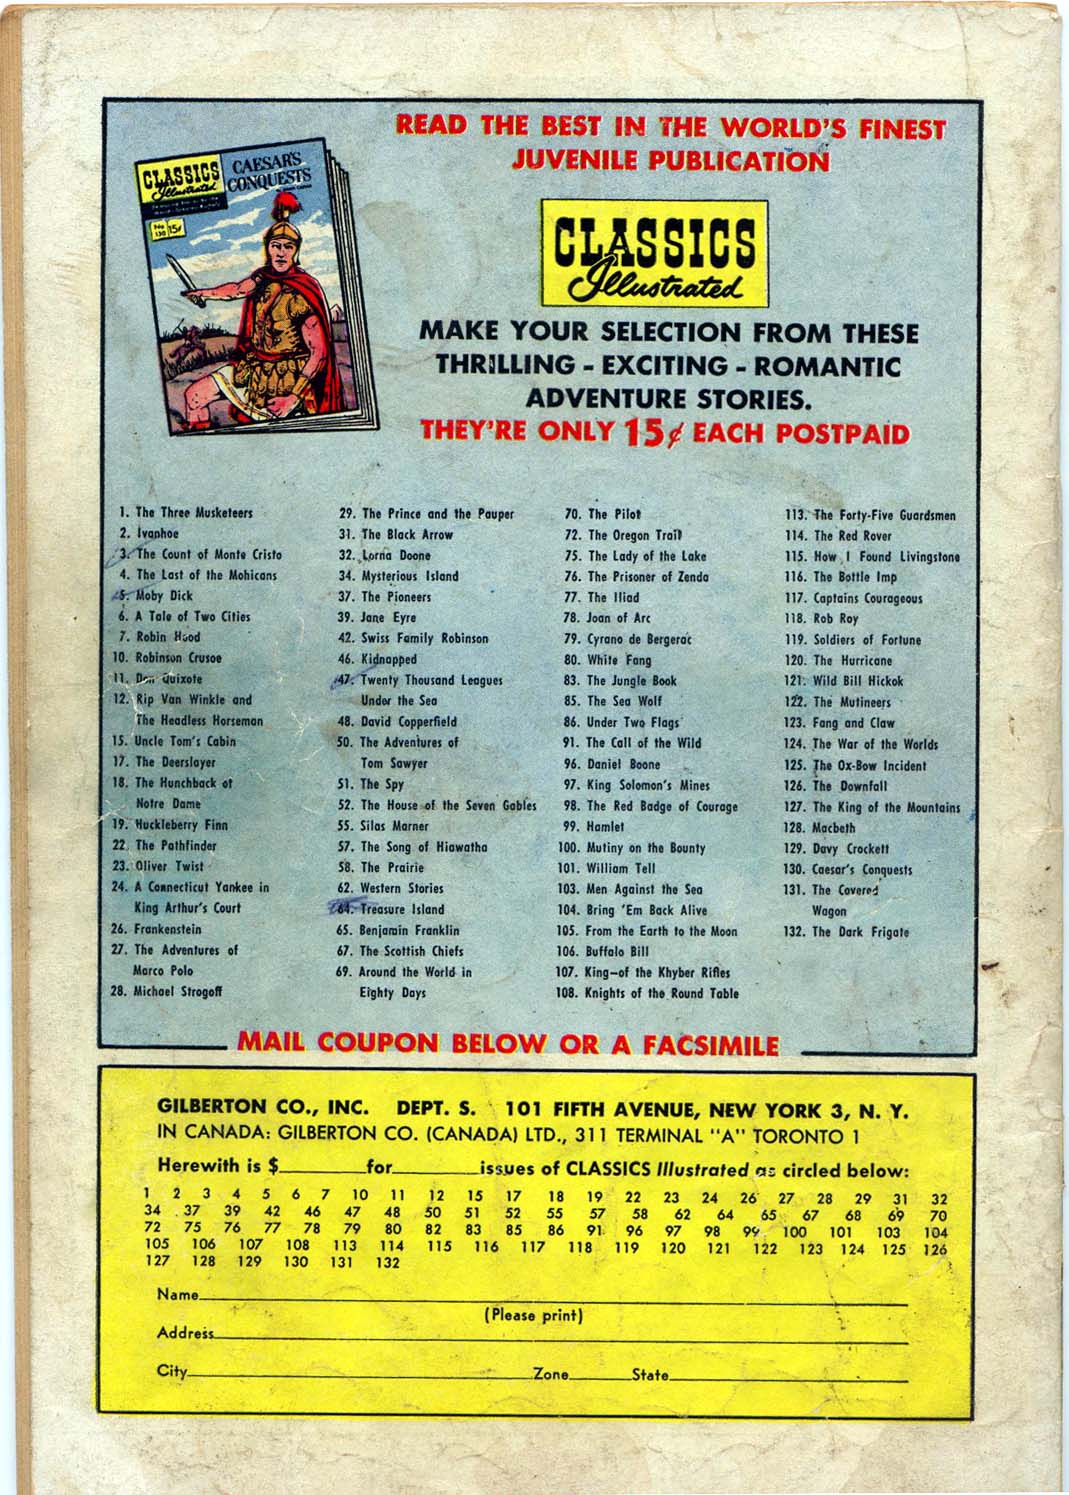 READ THE BEST IN THE WORLD'S FINEST
JUVENILE PUBLICATION
CLASSICS
Illustrated
CAESAR'S
CONQUESTS
No
130
15¢
CLASSICS
Illustrated
MAKE YOUR SELECTION FROM THESE
THRILLING - EXCITING - ROMANTIC
ADVENTURE STORIES.
THEY'RE ONLY 15¢ EACH POSTPAID
1. The Three Musketeers
2. Ivanhoe
3. The Count of Monte Cristo
4. The Last of the Mohicans
5. Moby Dick
6. A Tale of Two Cities
7. Robin Hood
10. Robinson Crusoe
11. Don Quixote
12. Rip Van Winkle and
The Headless Horseman
15. Uncle Tom's Cabin
17. The Deerslayer
18. The Hunchback of
Notre Dame
19. Huckleberry Finn
22. The Pathfinder
23. Oliver Twist
24. A Connecticut Yankee in
King Arthur's Court
26. Frankenstein
27. The Adventures of
Marco Polo
28. Michael Strogoff
29. The Prince and the Pauper
31. The Black Arrow
32. Lorna Doone
34. Mysterious Island
37. The Pioneers
39. Jane Eyre
42. Swiss Family Robinson
46. Kidnapped
47. Twenty Thousand Leagues
Under the Sea
48. David Copperfield
50. The Adventures of
Tom Sawyer
51. The Spy
52. The House of the Seven Gables
55. Silas Marner
57. The Song of Hiawatha
58. The Prairie
62. Western Stories
64. Treasure Island
65. Benjamin Franklin
67. The Scottish Chiefs
69. Around the World in
Eighty Days
70. The Pilot
72. The Oregon Trail
75. The Lady of the Lake
76. The Prisoner of Zenda
77. The Iliad
78. Joan of Arc
79. Cyrano de Bergerac
80. White Fang
83. The Jungle Book
85. The Sea Wolf
86. Under Two Flags
91. The Call of the Wild
96. Daniel Boone
97. King Solomon's Mines
98. The Red Badge of Courage
99. Hamlet
100. Mutiny on the Bounty
101. William Tell
103. Men Against the Sea
104. Bring 'Em Back Alive
105. From the Earth to the Moon
106. Buffalo Bill
107. King—of the Khyber Rifles
108. Knights of the Round Table
113. The Forty-Five Guardsmen
114. The Red Rover
115. How I Found Livingstone
116. The Bottle Imp
117. Captains Courageous
118. Rob Roy
119. Soldiers of Fortune
120. The Hurricane
121. Wild Bill Hickok
122. The Mutineers
123. Fang and Claw
124. The War of the Worlds
125. The Ox-Bow Incident
126. The Downfall
127. The King of the Mountains
128. Macbeth
129. Davy Crockett
130. Caesar's Conquests
131. The Covered
Wagon
132. The Dark Frigate
MAIL COUPON BELOW OR A FACSIMILE
GILBERTON CO., INC. DEPT. S. 101 FIFTH AVENUE, NEW YORK 3, N. Y.
IN CANADA: GILBERTON CO. (CANADA) LTD., 311 TERMINAL "A" TORONTO 1
Herewith is $ for issues of CLASSICS Illustrated as circled below:
1 2 3 4 5 6 7 10 11 12 15 17 18 19 22 23 24 26 27 28 29 31 32
34 37 39 42 46 47 48 50 51 52 55 57 58 62 64 65 67 68 69 70
72 75 76 77 78 79 80 82 83 85 86 91 96 97 98 99 100 101 103 104
105 106 107 108 113 114 115 116 117 118 119 120 121 122 123 124 125 126
127 128 129 130 131 132
Name
(Please print)
Address
City Zone State